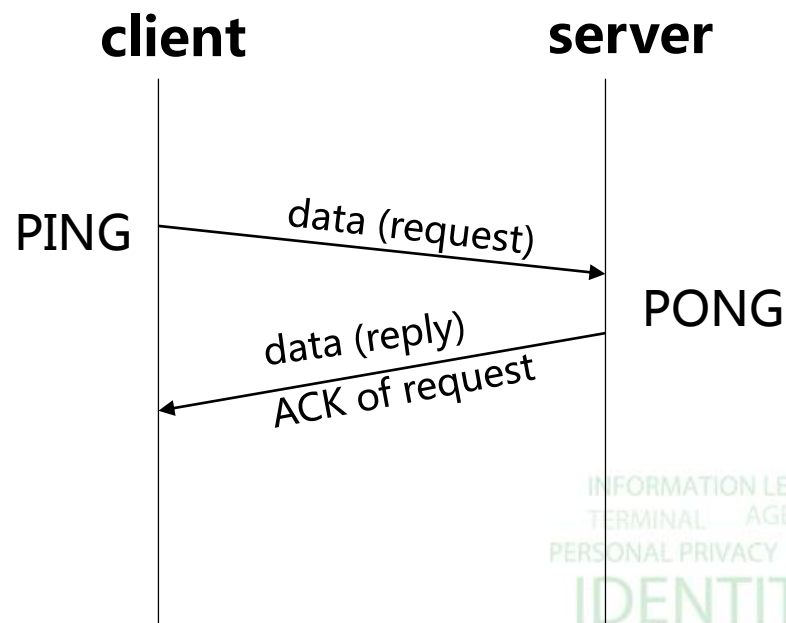 client
server
PING
data (request)
PONG
data (reply)
ACK of request
INFORMATION
TERMINAL
PERSONAL PRIVACY